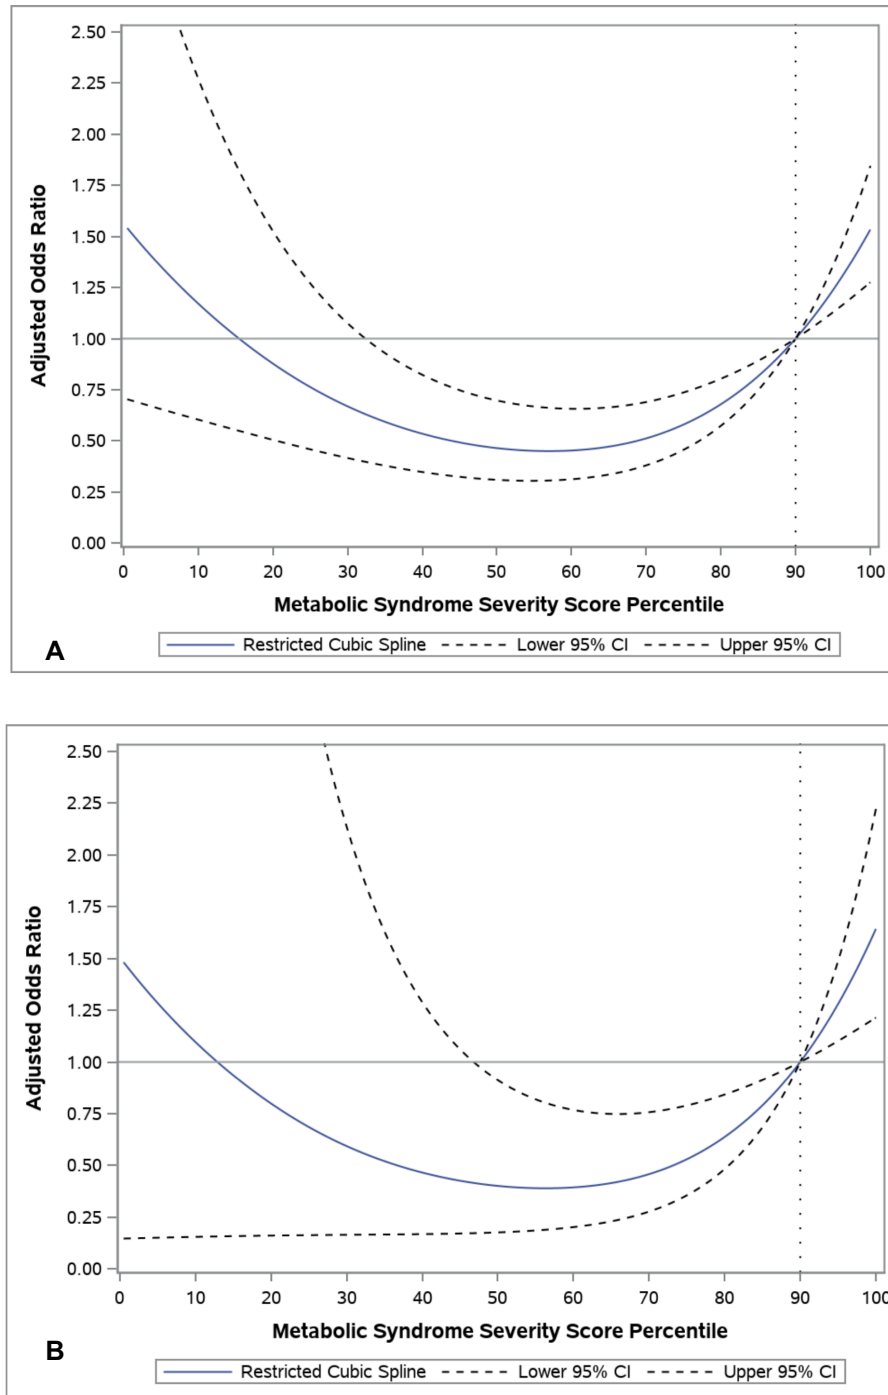 2.50
2.25
2.00
1.75
1.50
1.25
1.00
0.75
0.50
0.25
0.00
Adjusted Odds Ratio
0 10 20 30 40 50 60 70 80 90 100
Metabolic Syndrome Severity Score Percentile
A
Restricted Cubic Spline Lower 95% CI Upper 95% CI
2.50
2.25
2.00
1.75
1.50
1.25
1.00
0.75
0.50
0.25
0.00
Adjusted Odds Ratio
0 10 20 30 40 50 60 70 80 90 100
Metabolic Syndrome Severity Score Percentile
B
Restricted Cubic Spline Lower 95% CI Upper 95% CI